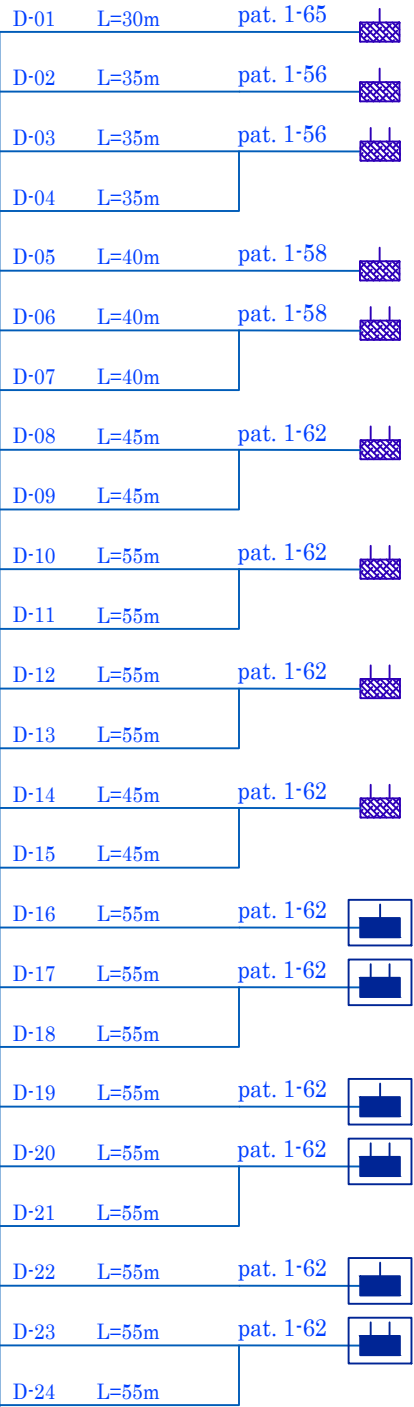 D-01 L=30m pat. 1-65
D-02 L=35m pat. 1-56
D-03 L=35m pat. 1-56
D-04 L=35m
D-05 L=40m pat. 1-58
D-06 L=40m pat. 1-58
D-07 L=40m
D-08 L=45m pat. 1-62
D-09 L=45m
D-10 L=55m pat. 1-62
D-11 L=55m
D-12 L=55m pat. 1-62
D-13 L=55m
D-14 L=45m pat. 1-62
D-15 L=45m
D-16 L=55m pat. 1-62
D-17 L=55m pat. 1-62
D-18 L=55m
D-19 L=55m pat. 1-62
D-20 L=55m pat. 1-62
D-21 L=55m
D-22 L=55m pat. 1-62
D-23 L=55m pat. 1-62
D-24 L=55m